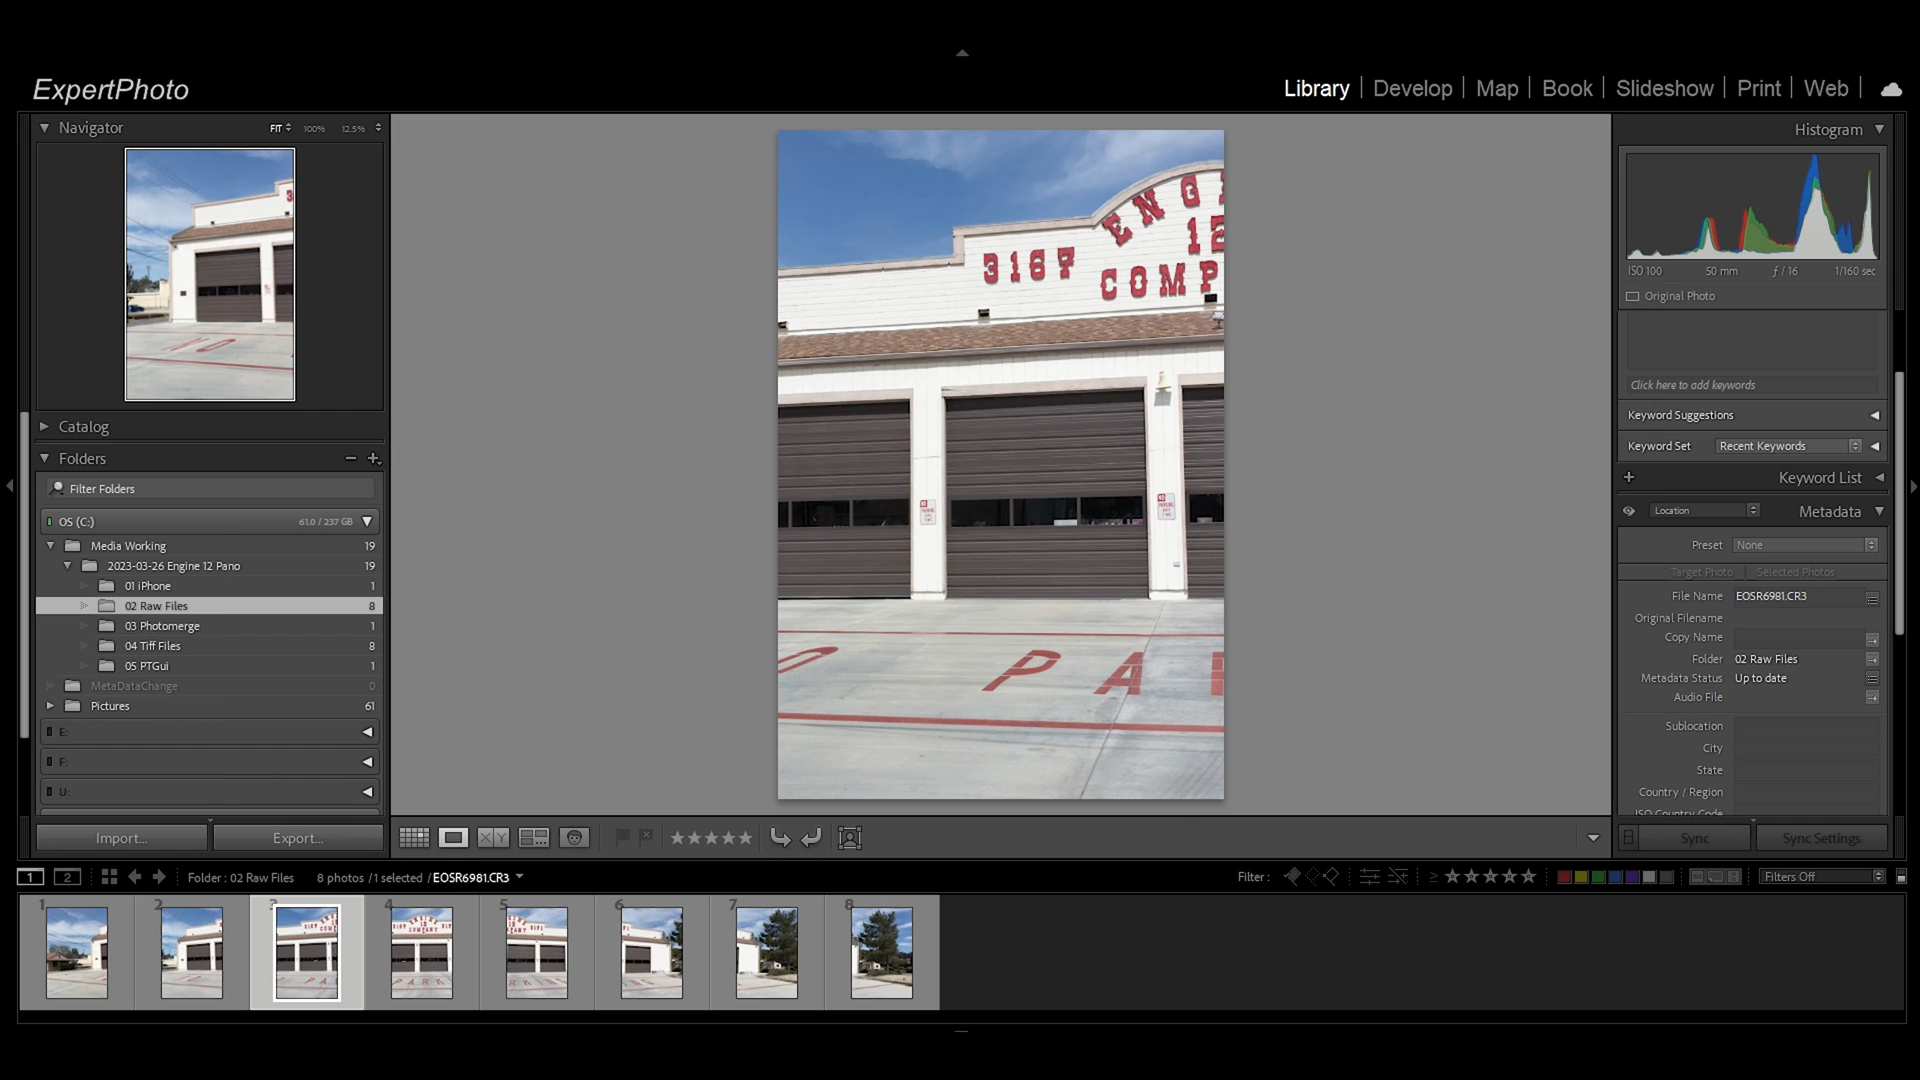 ExpertPhoto
Library | Develop | Map | Book | Slideshow | Print | Web |
Navigator FIT 100% 12.5%
Histogram
ENG
12
3167
COMP
ISO 100 50 mm ƒ / 16 1/160 sec
Original Photo
Click here to add keywords
Keyword Suggestions
Keyword Set Recent Keywords
Keyword List
Location Metadata
Preset None
Target Photo Selected Photos
File Name EOSR6981.CR3
Original Filename
Copy Name
Folder 02 Raw Files
Metadata Status Up to date
Audio File
Sublocation
City
State
Country / Region
ISO Country Code
Sync Sync Settings
Catalog
Folders
Filter Folders
OS (C:) 61.0 / 237 GB
Media Working 19
2023-03-26 Engine 12 Pano 19
01 iPhone 1
02 Raw Files 8
03 Photomerge 1
04 Tiff Files 8
05 PTGui 1
MetaDataChange 0
Pictures 61
E:
F:
U:
Import... Export...
NO
O PA
XY
1 2 Folder : 02 Raw Files 8 photos / 1 selected / EOSR6981.CR3
Filter : ≥ Filters Off
1 2 3 4 5 6 7 8